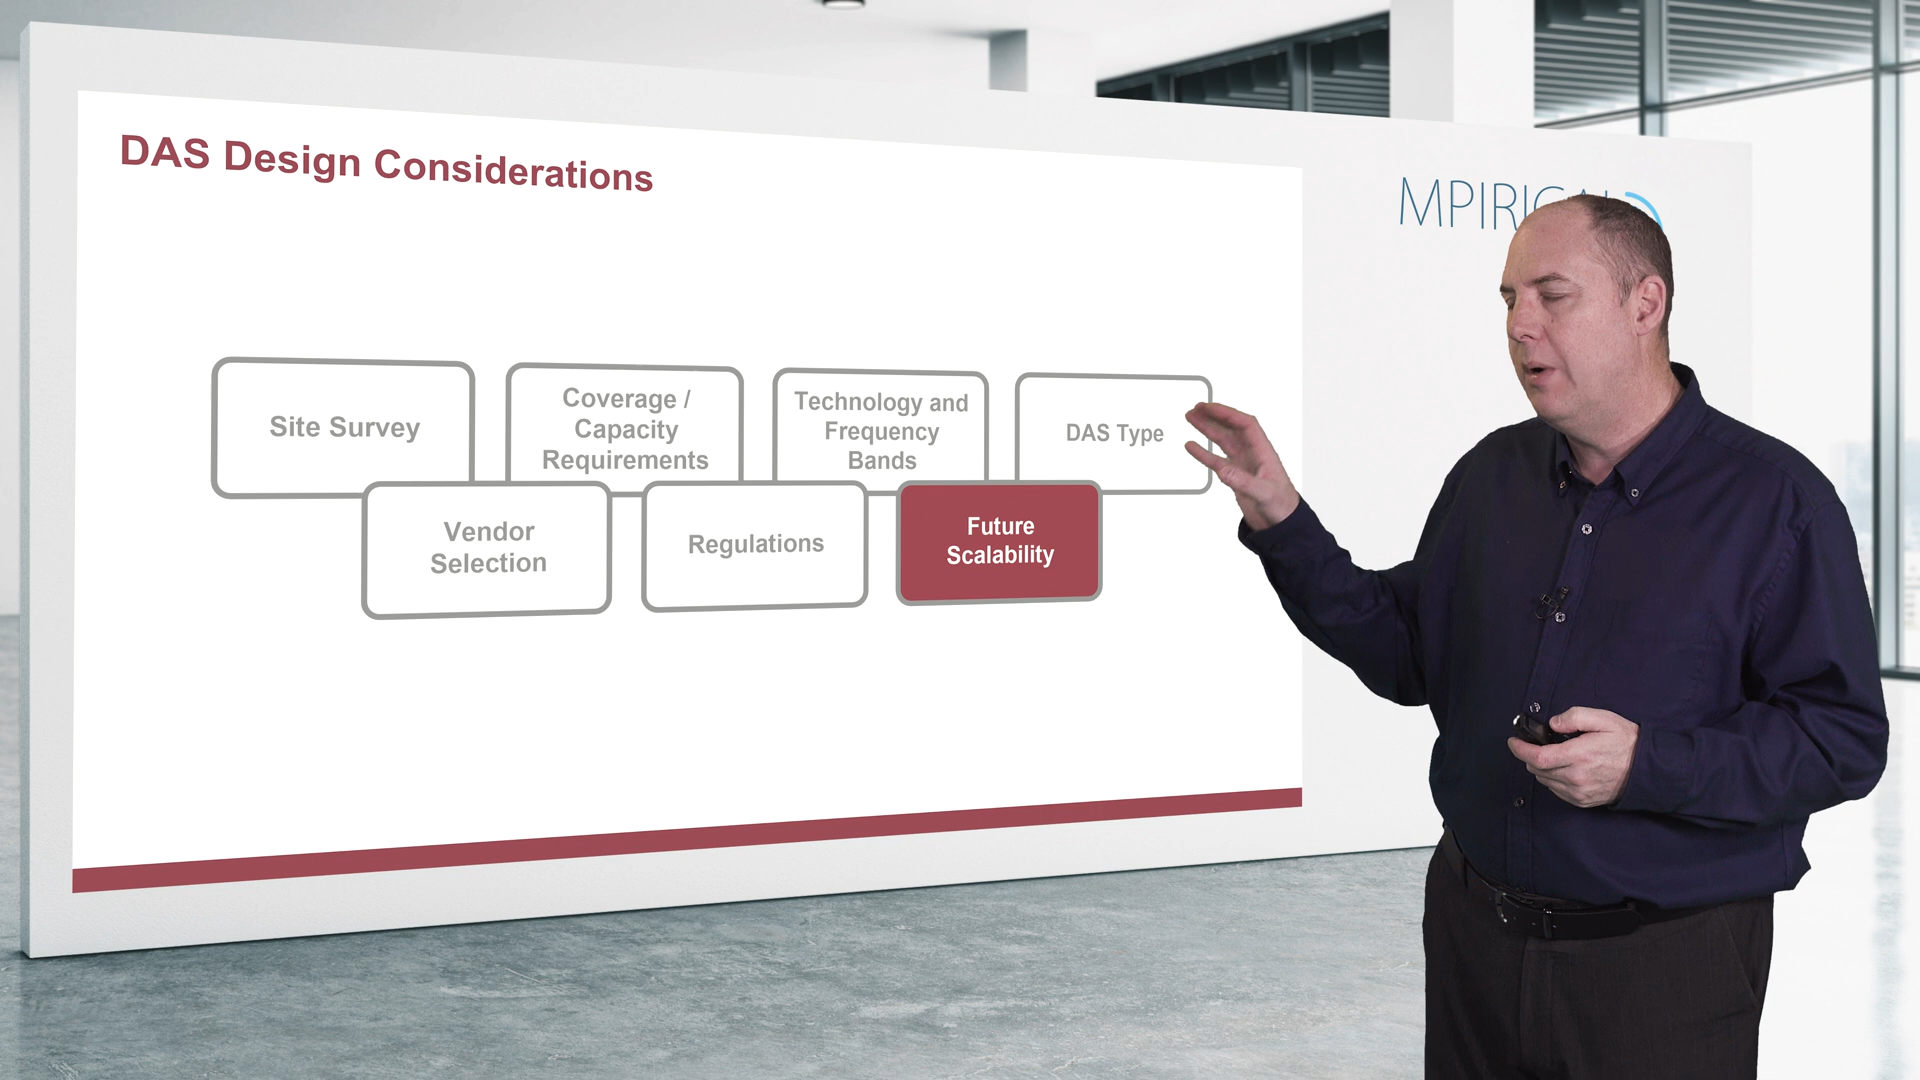 DAS Design Considerations
Site Survey
Coverage /
Capacity
Requirements
Technology and
Frequency
Bands
DAS Type
Vendor
Selection
Regulations
Future
Scalability